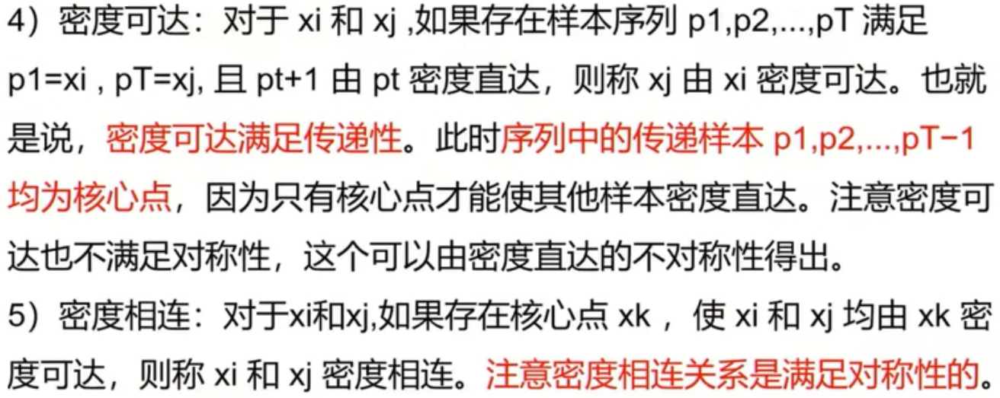 4）密度可达：对于 xi 和 xj ,如果存在样本序列 p1,p2,...,pT 满足
p1=xi , pT=xj, 且 pt+1 由 pt 密度直达，则称 xj 由 xi 密度可达。也就
是说，密度可达满足传递性。此时序列中的传递样本 p1,p2,...,pT−1
均为核心点，因为只有核心点才能使其他样本密度直达。注意密度可
达也不满足对称性，这个可以由密度直达的不对称性得出。
5）密度相连：对于xi和xj,如果存在核心点 xk ，使 xi 和 xj 均由 xk 密
度可达，则称 xi 和 xj 密度相连。注意密度相连关系是满足对称性的。